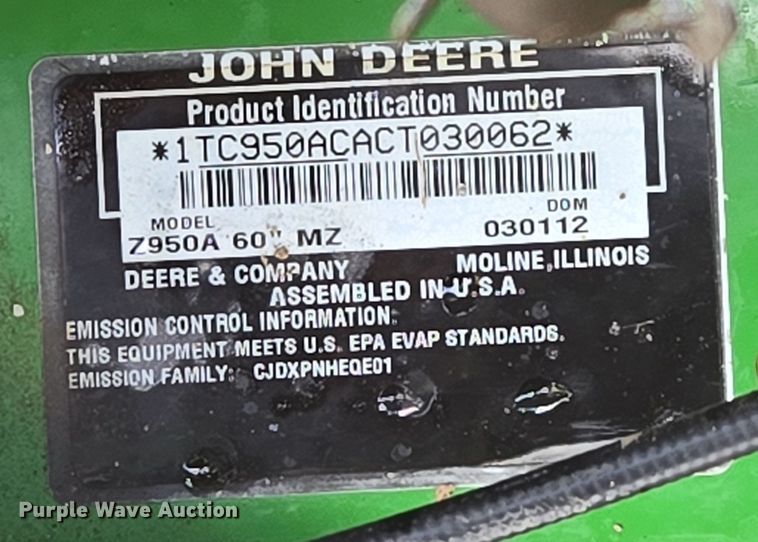 JOHN DEERE
Product Identification Number
*1TC950ACACT030062*
MODEL DOM
Z950A 60" MZ 030112
DEERE & COMPANY MOLINE, ILLINOIS
ASSEMBLED IN U.S.A.
EMISSION CONTROL INFORMATION.
THIS EQUIPMENT MEETS U.S. EPA EVAP STANDARDS.
EMISSION FAMILY: CJDXPNHEQE01
Purple Wave Auction